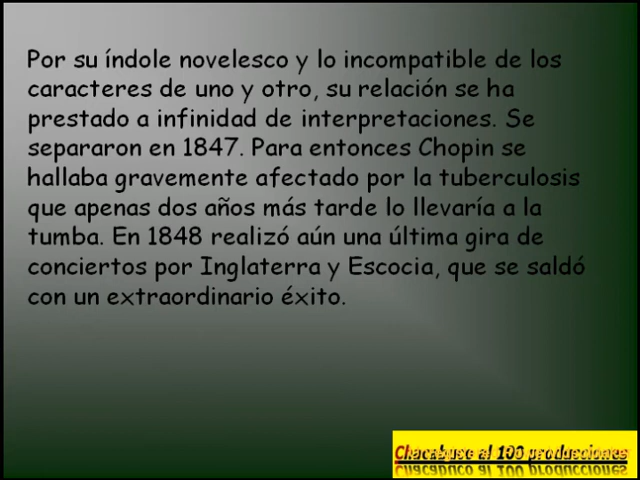 Por su índole novelesco y lo incompatible de los
caracteres de uno y otro, su relación se ha
prestado a infinidad de interpretaciones. Se
separaron en 1847. Para entonces Chopin se
hallaba gravemente afectado por la tuberculosis
que apenas dos años más tarde lo llevaría a la
tumba. En 1848 realizó aún una última gira de
conciertos por Inglaterra y Escocia, que se saldó
con un extraordinario éxito.
Chacabuco al 100 producciones